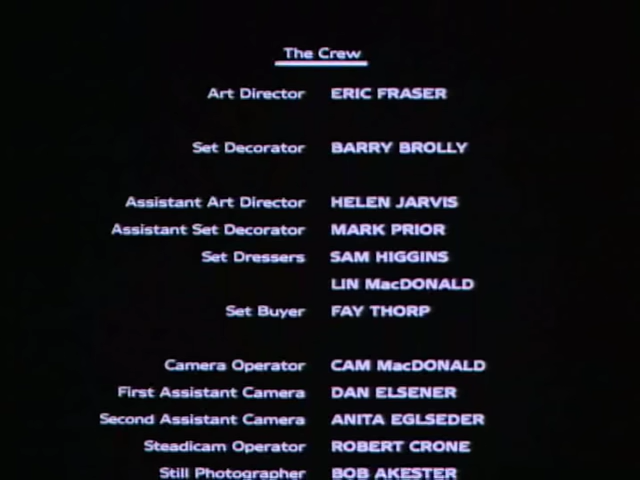 The Crew
Art Director ERIC FRASER
Set Decorator BARRY BROLLY
Assistant Art Director HELEN JARVIS
Assistant Set Decorator MARK PRIOR
Set Dressers SAM HIGGINS
LIN MacDONALD
Set Buyer FAY THORP
Camera Operator CAM MacDONALD
First Assistant Camera DAN ELSENER
Second Assistant Camera ANITA EGLSEDER
Steadicam Operator ROBERT CRONE
Still Photographer BOB AKESTER